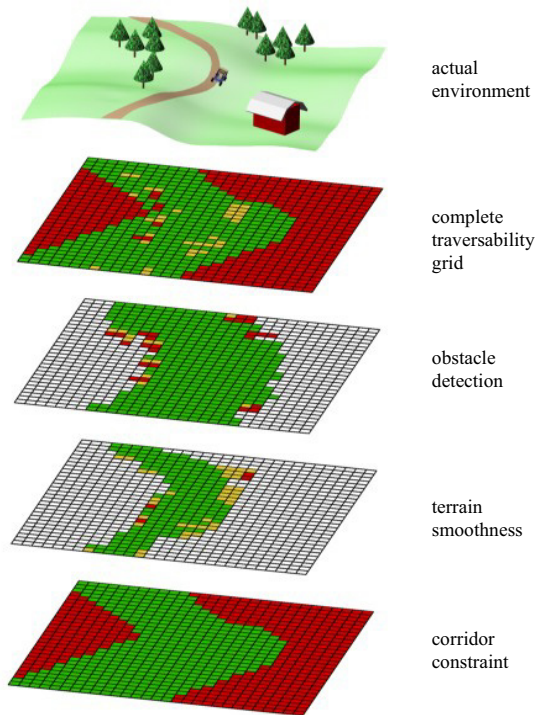 actual
environment
complete
traversability
grid
obstacle
detection
terrain
smoothness
corridor
constraint